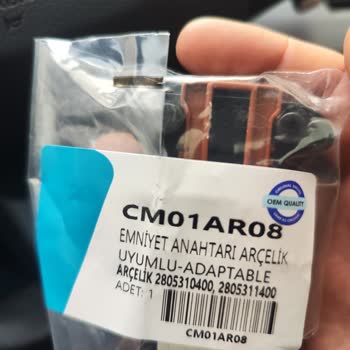 CM01AR08
OEM QUALITY
EMNİYET ANAHTARI ARÇELİK
UYUMLU-ADAPTABLE
ARÇELİK 2805310400, 2805311400
ADET: 1
CM01AR08